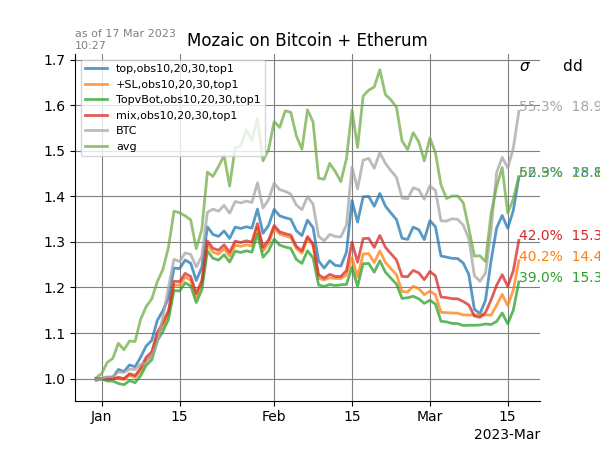 as of 17 Mar 2023
10:27
Mozaic on Bitcoin + Etherum
σ dd
top,obs10,20,30,top1
+SL,obs10,20,30,top1
TopvBot,obs10,20,30,top1
mix,obs10,20,30,top1
BTC
avg
1.7
1.6
1.5
1.4
1.3
1.2
1.1
1.0
55.3% 18.9
42.0% 15.3
40.2% 14.4
39.0% 15.3
Jan 15 Feb 15 Mar 15
2023-Mar